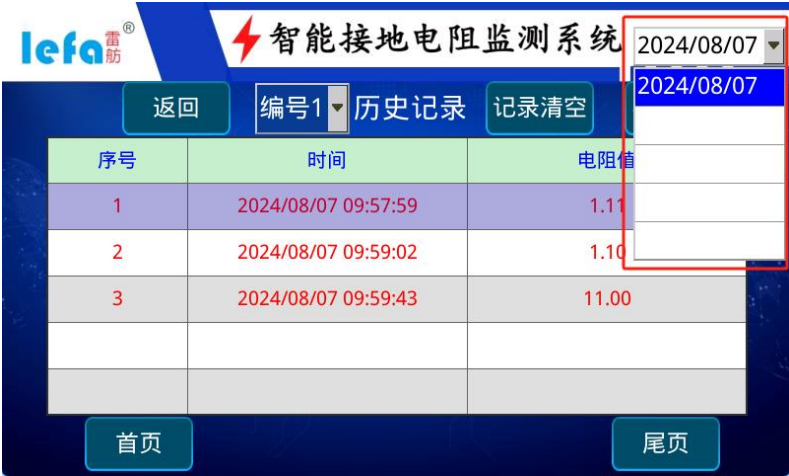 lefa 雷舫® 智能接地电阻监测系统 2024/08/07
2024/08/07
返回 编号1 历史记录 记录清空
序号 时间 电阻值
1 2024/08/07 09:57:59 1.11
2 2024/08/07 09:59:02 1.10
3 2024/08/07 09:59:43 11.00
首页 尾页